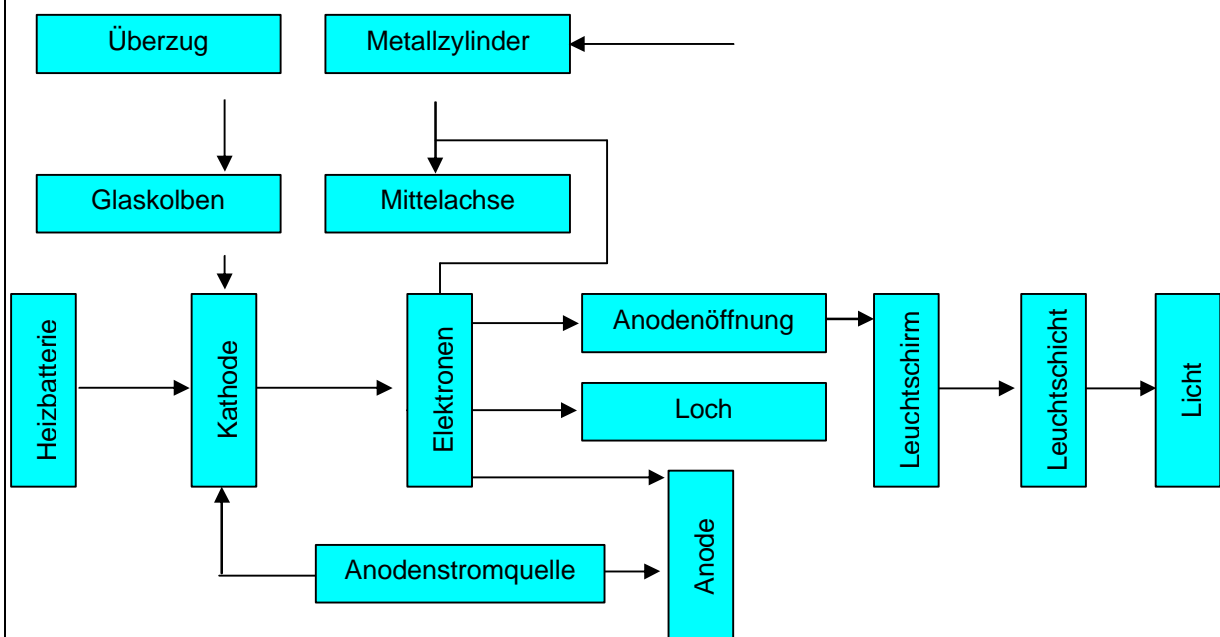 Überzug
Metallzylinder
Glaskolben
Mittelachse
Heizbatterie
Kathode
Elektronen
Anodenöffnung
Loch
Leuchtschirm
Leuchtschicht
Licht
Anodenstromquelle
Anode